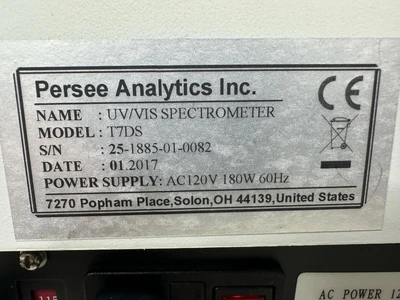 Persee Analytics Inc.
NAME : UV/VIS SPECTROMETER
MODEL : T7DS
S/N : 25-1885-01-0082
DATE : 01.2017
POWER SUPPLY: AC120V 180W 60Hz
7270 Popham Place,Solon,OH 44139,United States
CE
115
AC POWER